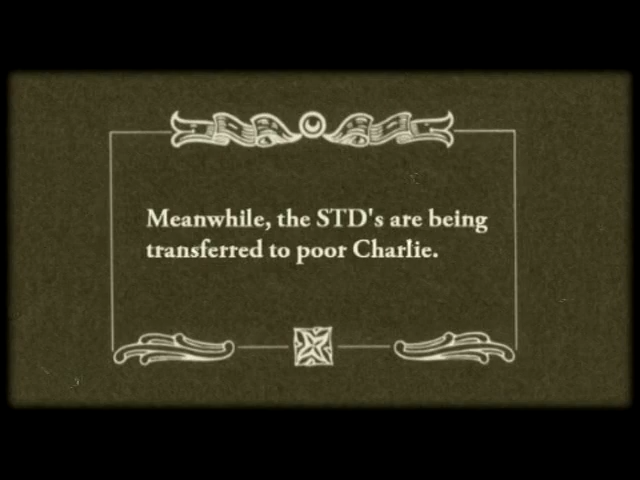 Meanwhile, the STD's are being
transferred to poor Charlie.